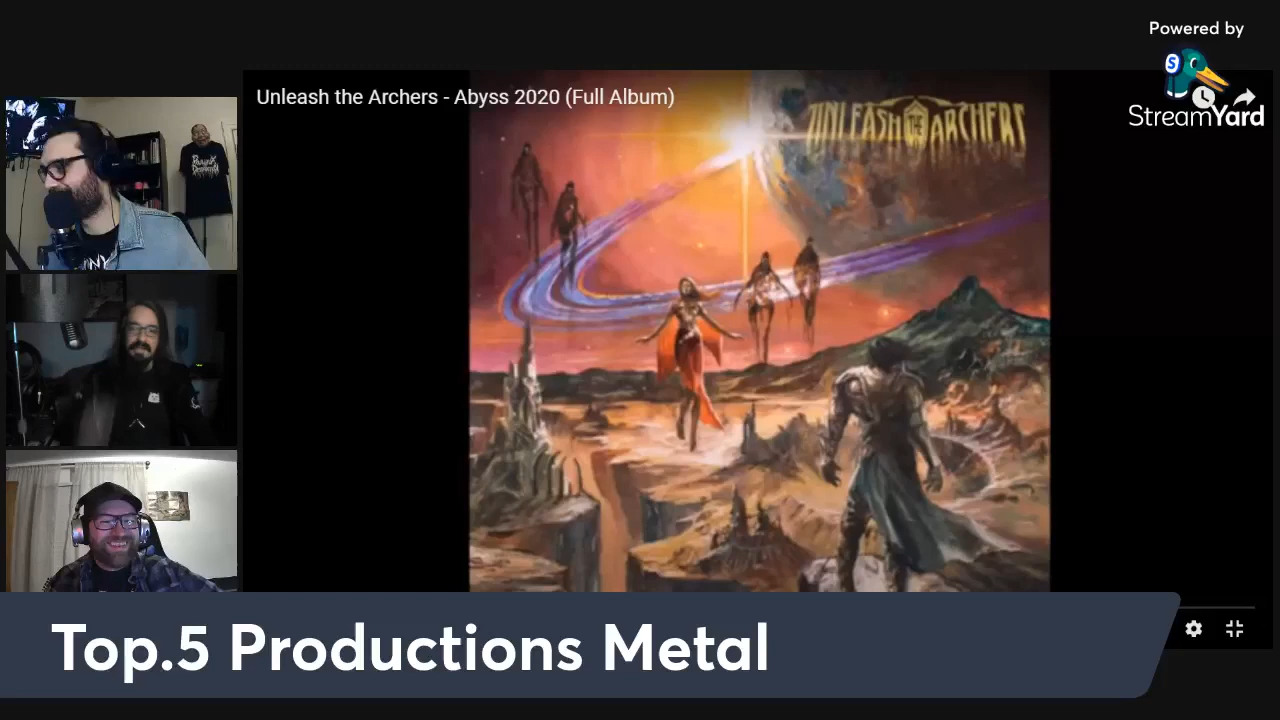 Powered by
S
StreamYard
Unleash the Archers - Abyss 2020 (Full Album)
UNLEASH THE ARCHERS
Top.5 Productions Metal